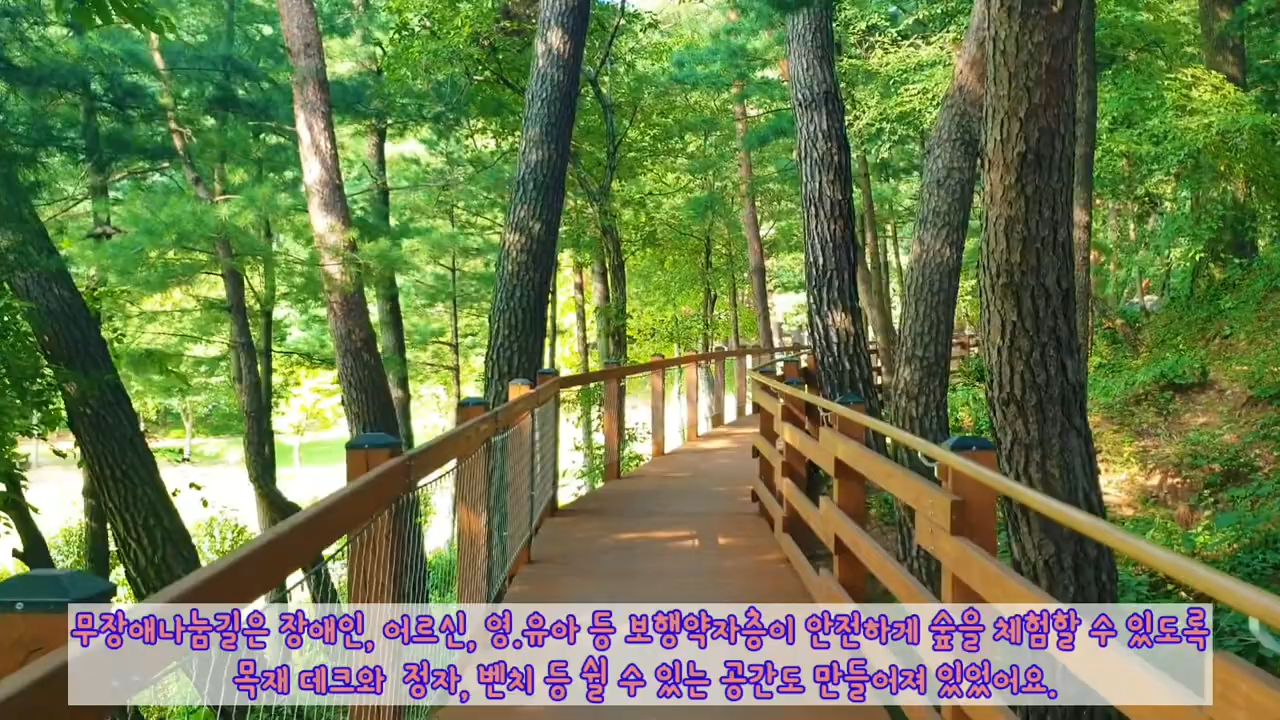 무장애나눔길은 장애인, 어르신, 영.유아 등 보행약자층이 안전하게 숲을 체험할 수 있도록
목재 데크와 정자, 벤치 등 쉴 수 있는 공간도 만들어져 있었어요.